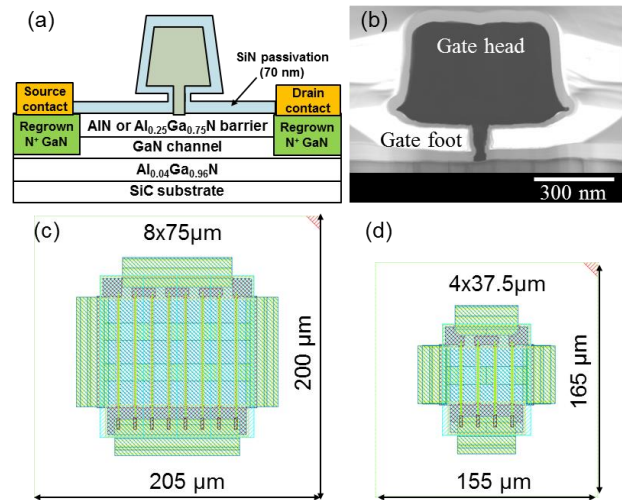 (a)
SiN passivation
(70 nm)
Source
contact
Drain
contact
Regrown
N⁺ GaN
AlN or Al₀.₂₅Ga₀.₇₅N barrier
GaN channel
Regrown
N⁺ GaN
Al₀.₀₄Ga₀.₉₆N
SiC substrate
(b)
Gate head
Gate foot
300 nm
(c)
8x75µm
200 µm
205 µm
(d)
4x37.5µm
165 µm
155 µm